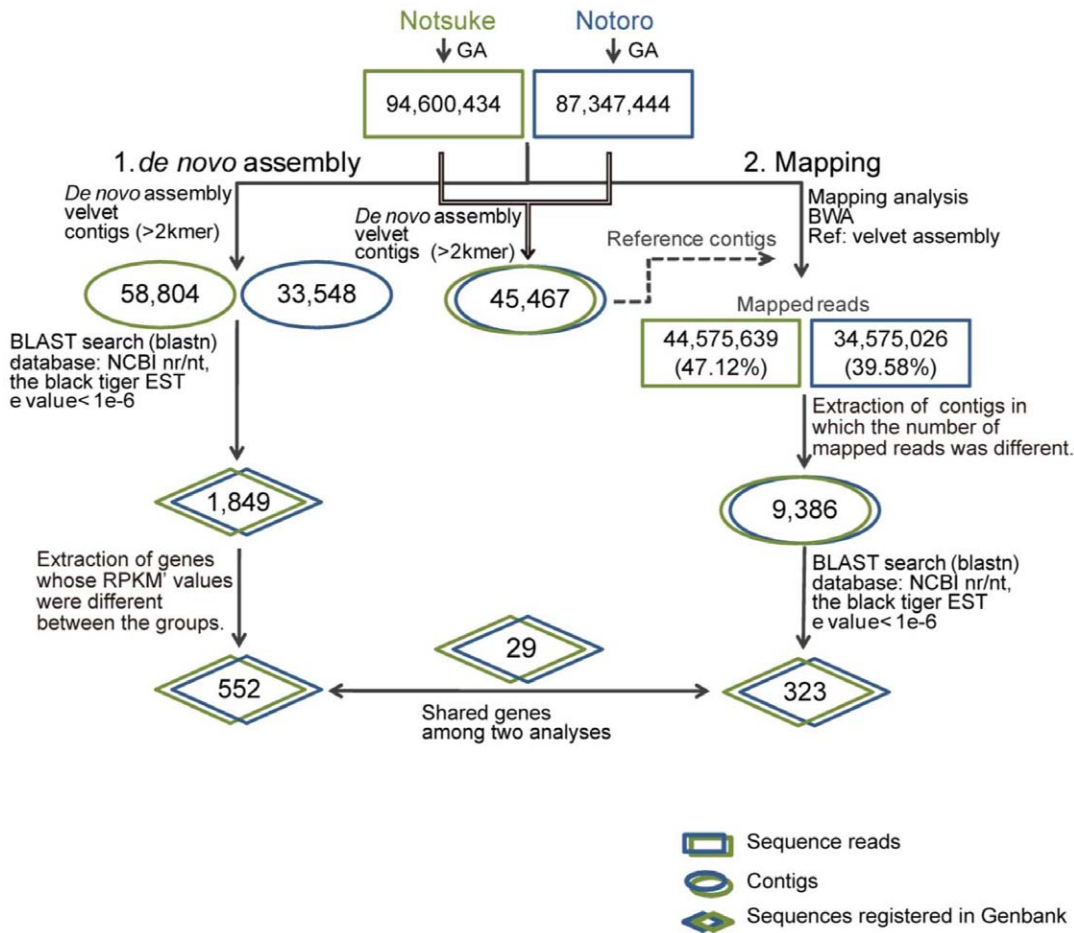 Notsuke
Notoro
GA
GA
94,600,434
87,347,444
1. de novo assembly
2. Mapping
De novo assembly
velvet
contigs (>2kmer)
De novo assembly
velvet
contigs (>2kmer)
Mapping analysis
BWA
Ref: velvet assembly
Reference contigs
58,804
33,548
45,467
Mapped reads
44,575,639
(47.12%)
34,575,026
(39.58%)
BLAST search (blastn)
database: NCBI nr/nt,
the black tiger EST
e value< 1e-6
Extraction of contigs in
which the number of
mapped reads was different.
1,849
9,386
Extraction of genes
whose RPKM' values
were different
between the groups.
BLAST search (blastn)
database: NCBI nr/nt,
the black tiger EST
e value< 1e-6
29
552
323
Shared genes
among two analyses
Sequence reads
Contigs
Sequences registered in Genbank